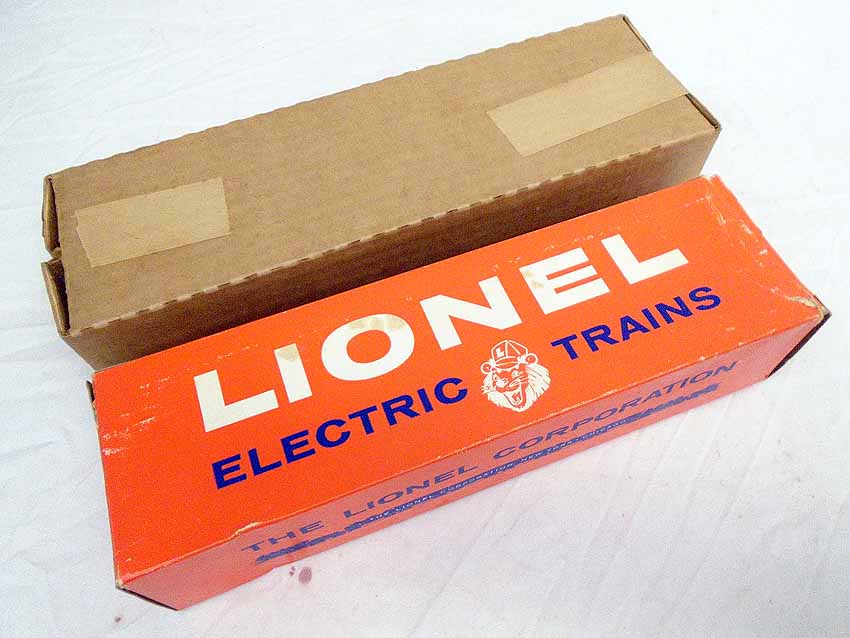 LIONEL
ELECTRIC TRAINS
THE LIONEL CORPORATION